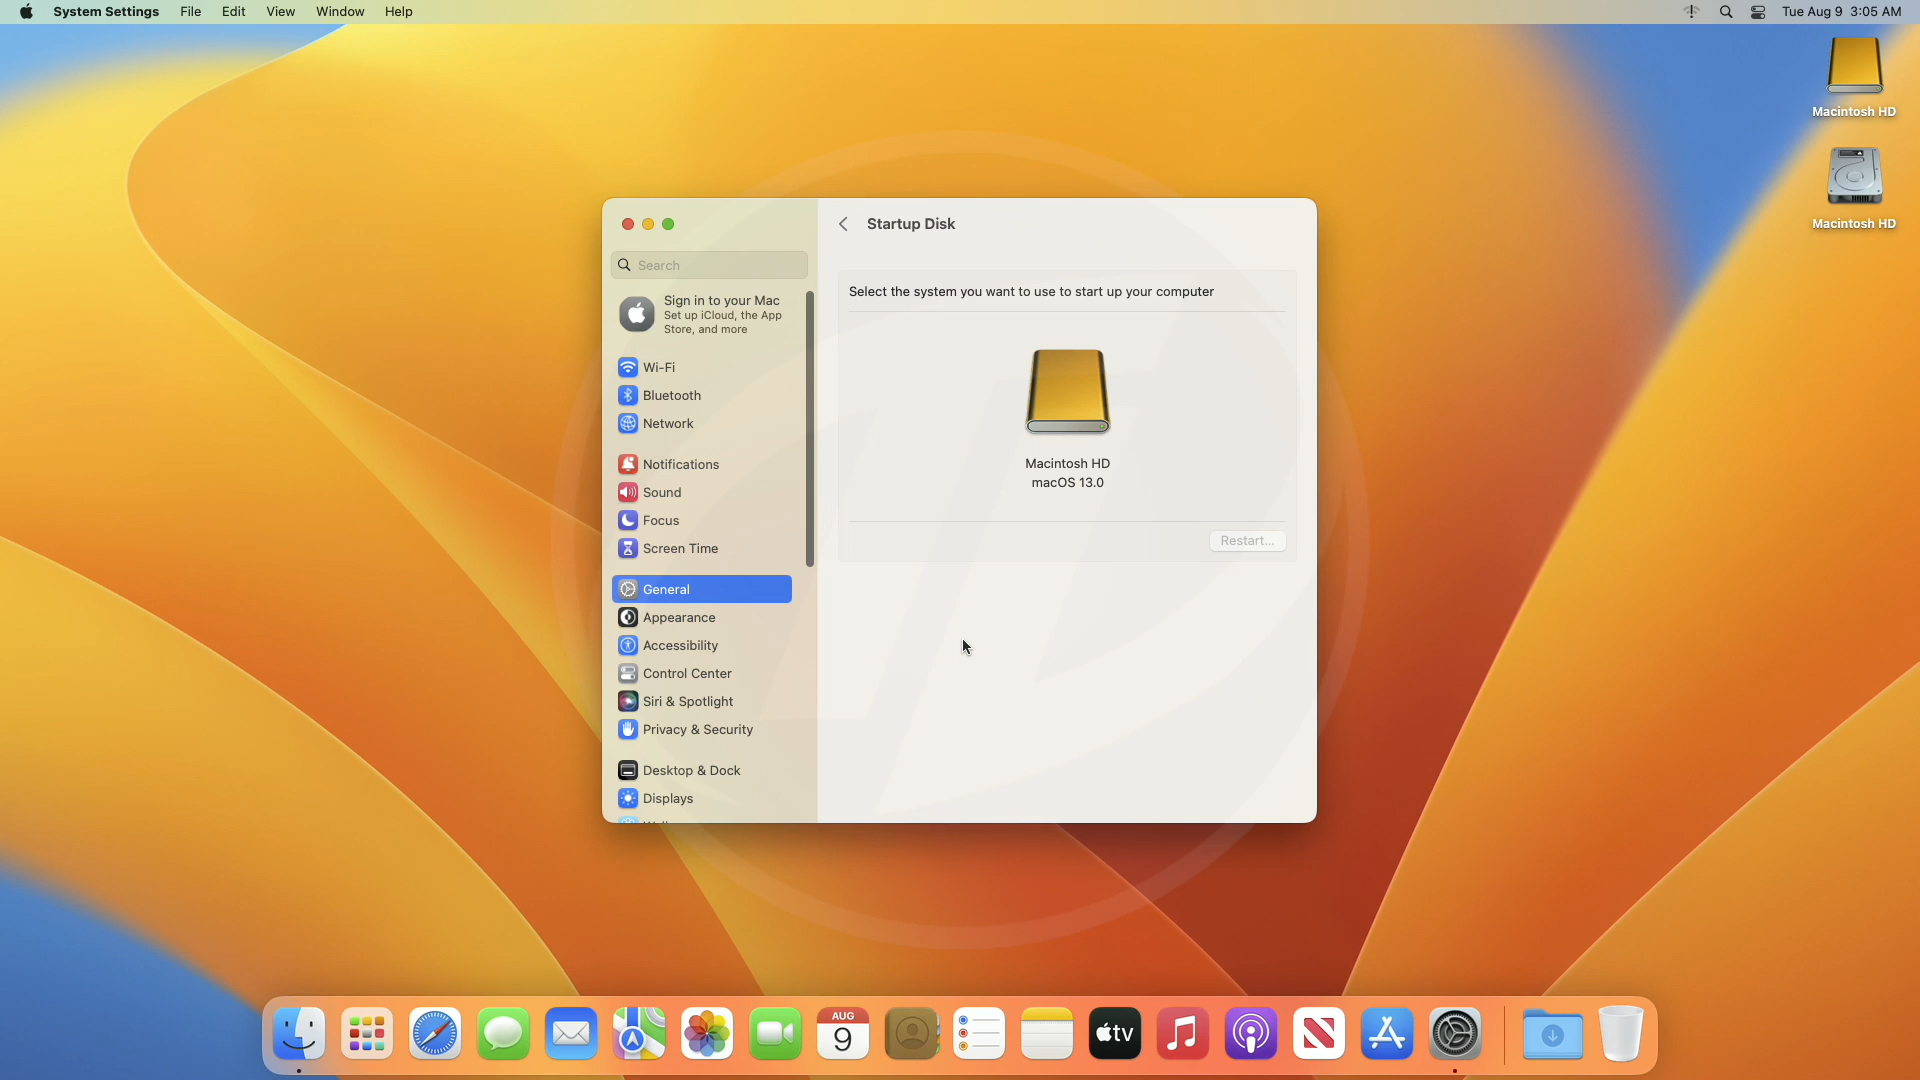 System Settings File Edit View Window Help
Tue Aug 9 3:05 AM
Macintosh HD
Macintosh HD
Startup Disk
Search
Sign in to your Mac
Set up iCloud, the App
Store, and more
Wi-Fi
Bluetooth
Network
Notifications
Sound
Focus
Screen Time
General
Appearance
Accessibility
Control Center
Siri & Spotlight
Privacy & Security
Desktop & Dock
Displays
Select the system you want to use to start up your computer
Macintosh HD
macOS 13.0
Restart...
AUG
9
tv